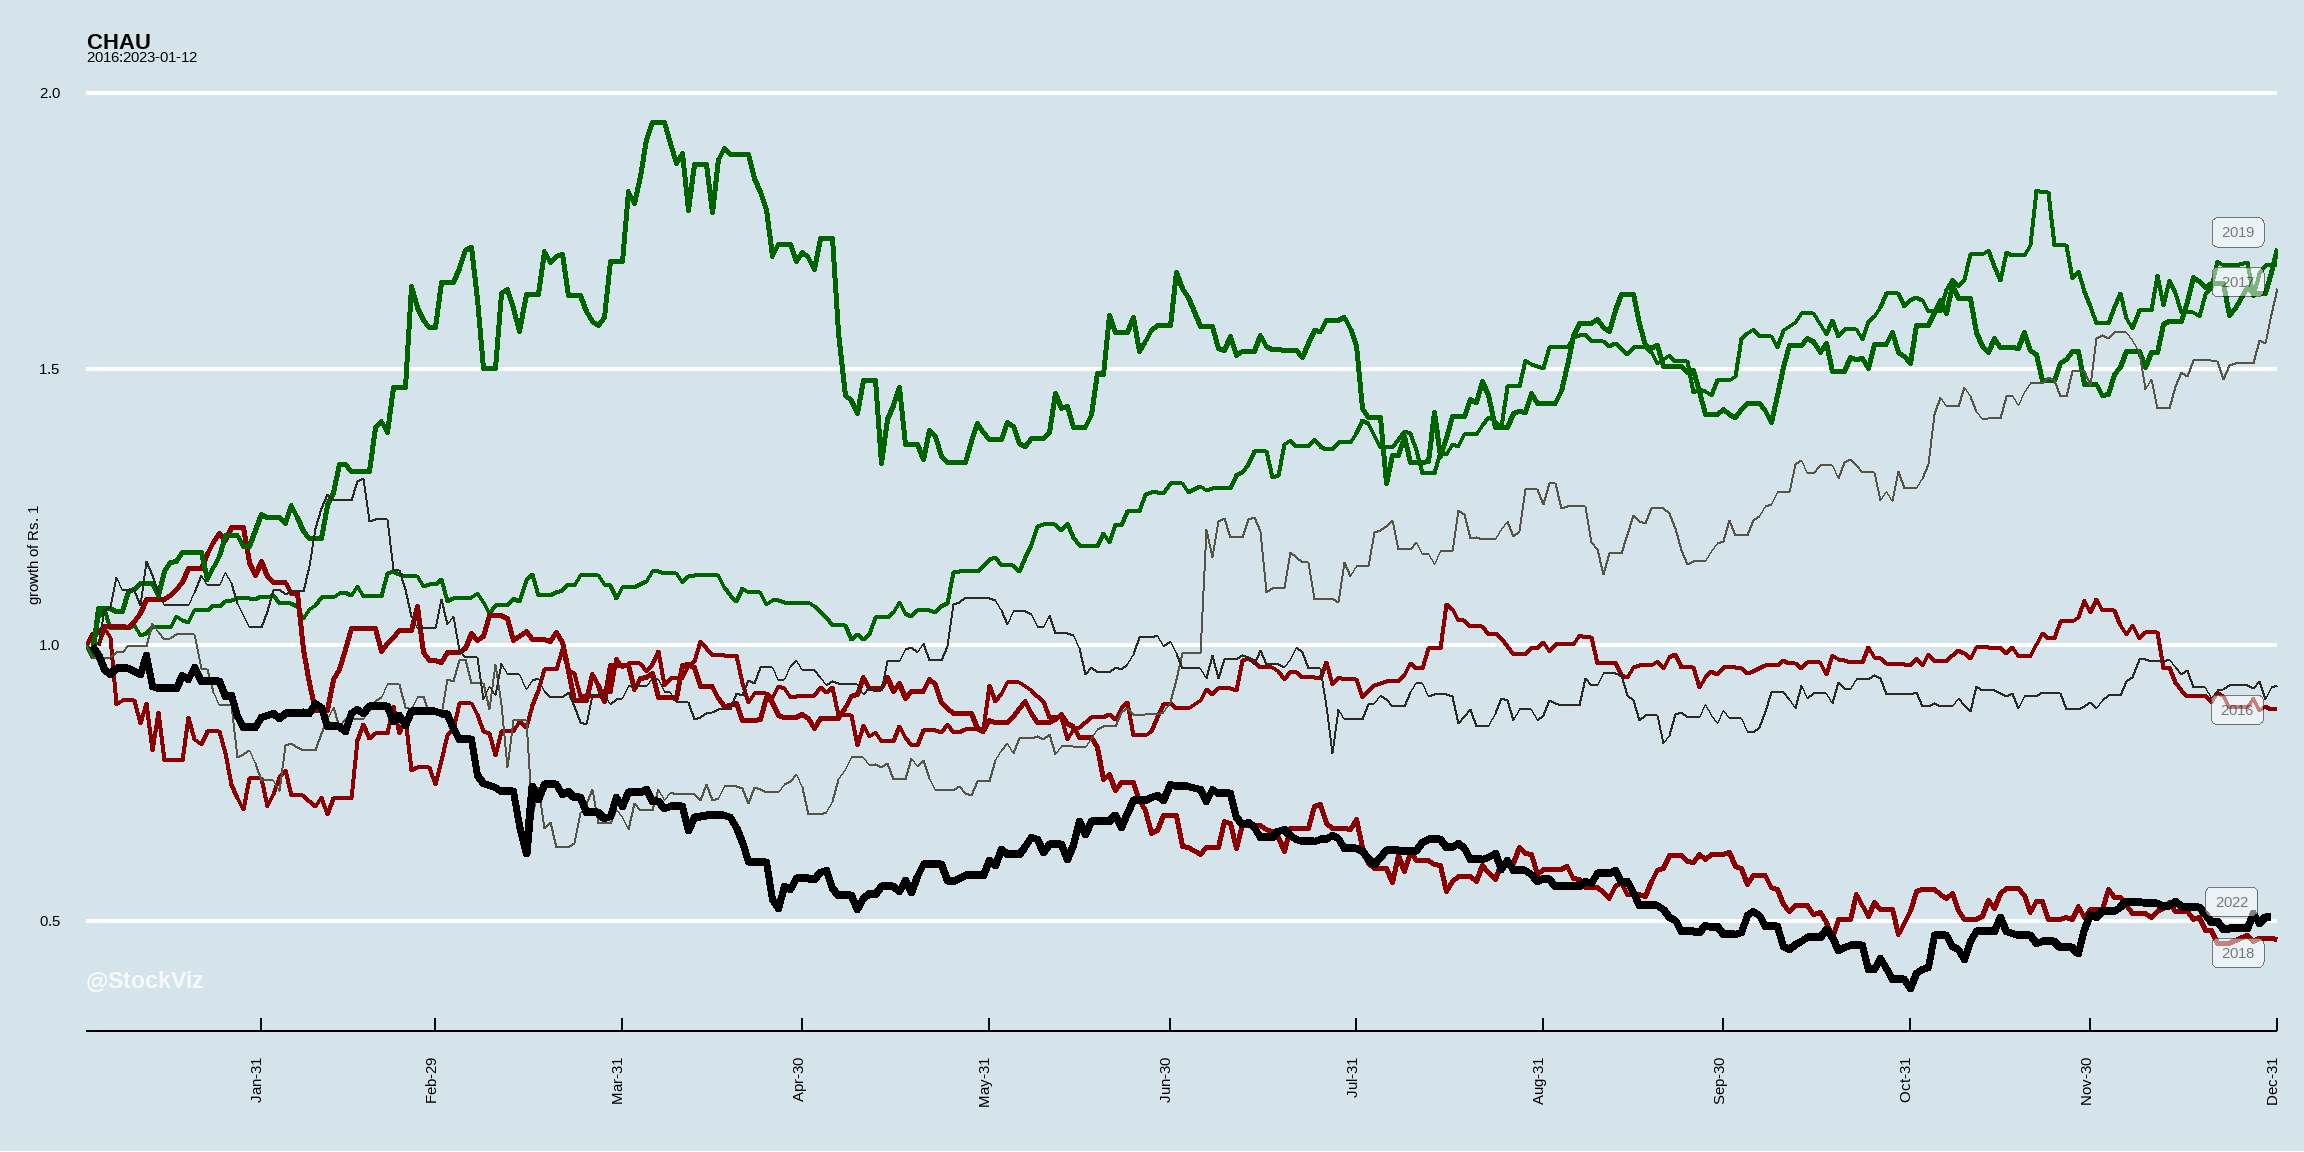 CHAU
2016:2023-01-12
2.0
1.5
1.0
0.5
growth of Rs. 1
2019
2017
2016
2022
2018
@StockViz
Jan-31
Feb-29
Mar-31
Apr-30
May-31
Jun-30
Jul-31
Aug-31
Sep-30
Oct-31
Nov-30
Dec-31